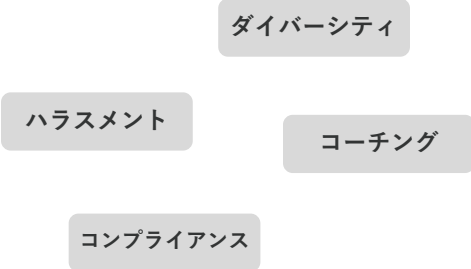 ダイバーシティ
ハラスメント
コーチング
コンプライアンス